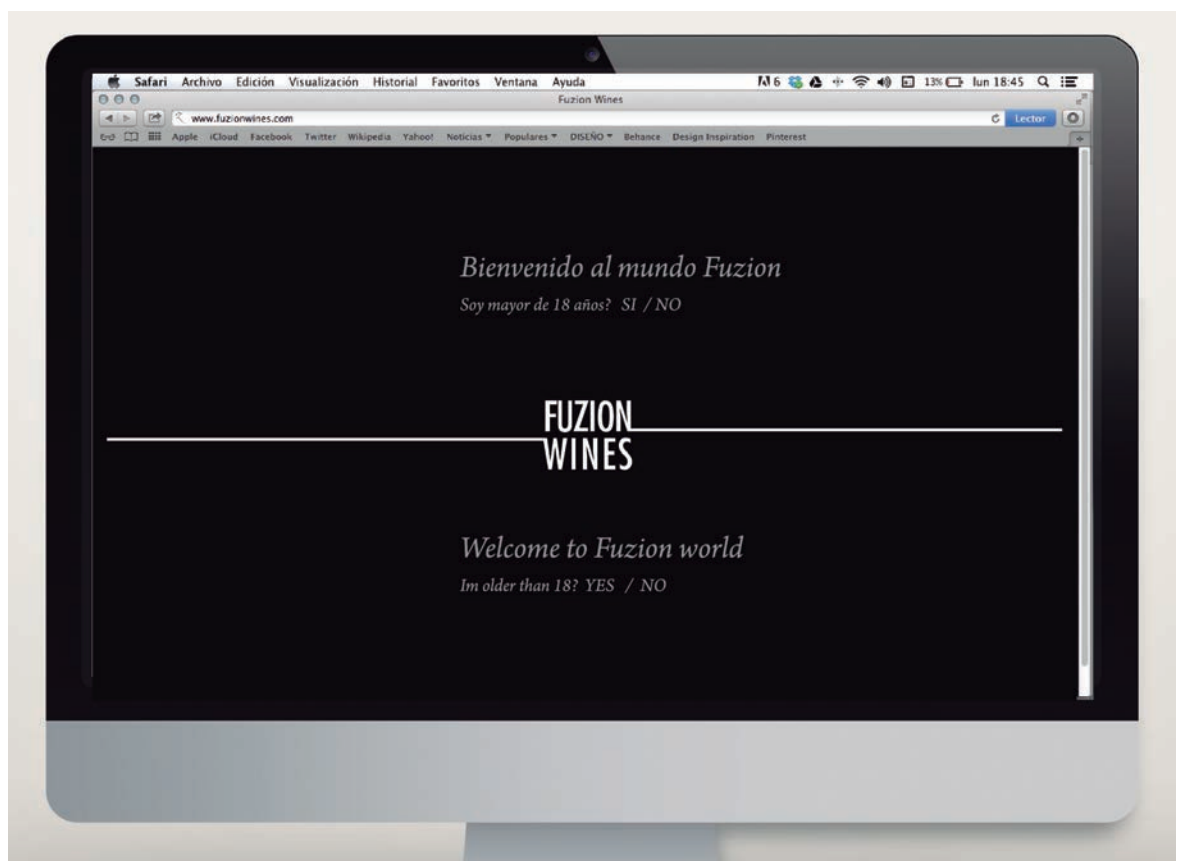 Safari Archivo Edición Visualización Historial Favoritos Ventana Ayuda 6 13% lun 18:45
Fuzion Wines
www.fuzionwines.com Lector
Apple iCloud Facebook Twitter Wikipedia Yahoo! Noticias Populares DISEÑO Behance Design Inspiration Pinterest
Bienvenido al mundo Fuzion
Soy mayor de 18 años? SI / NO
FUZION
WINES
Welcome to Fuzion world
Im older than 18? YES / NO